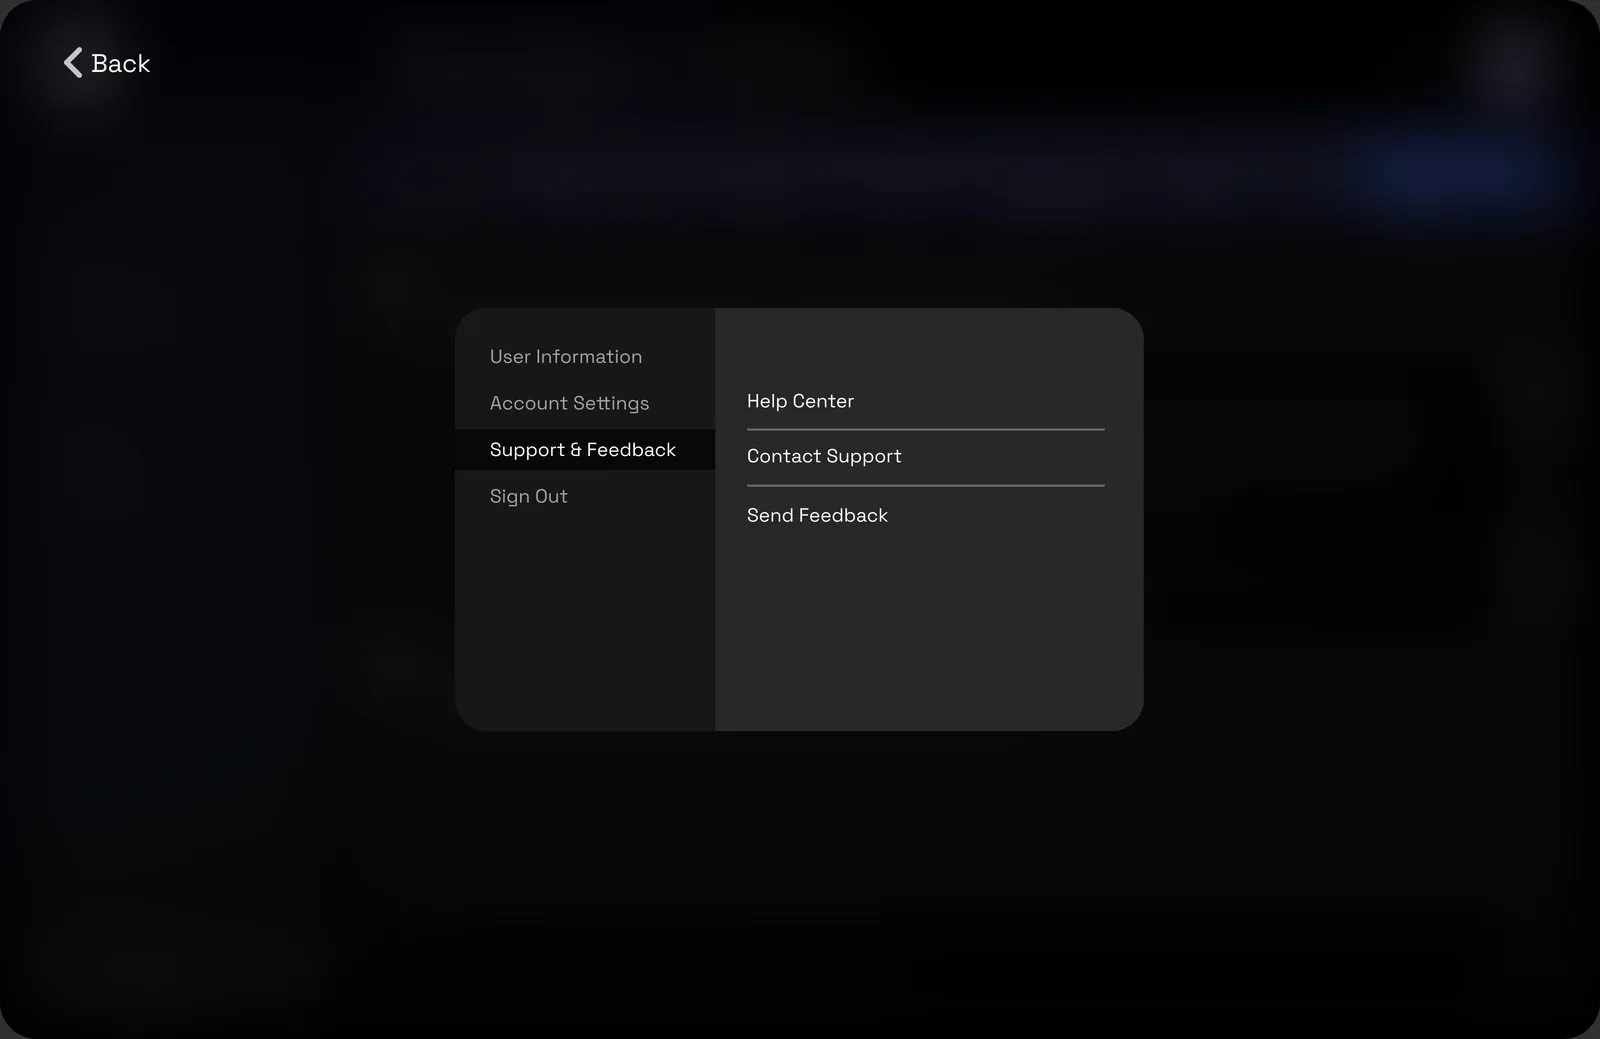 Back
User Information
Account Settings
Support & Feedback
Sign Out
Help Center
Contact Support
Send Feedback